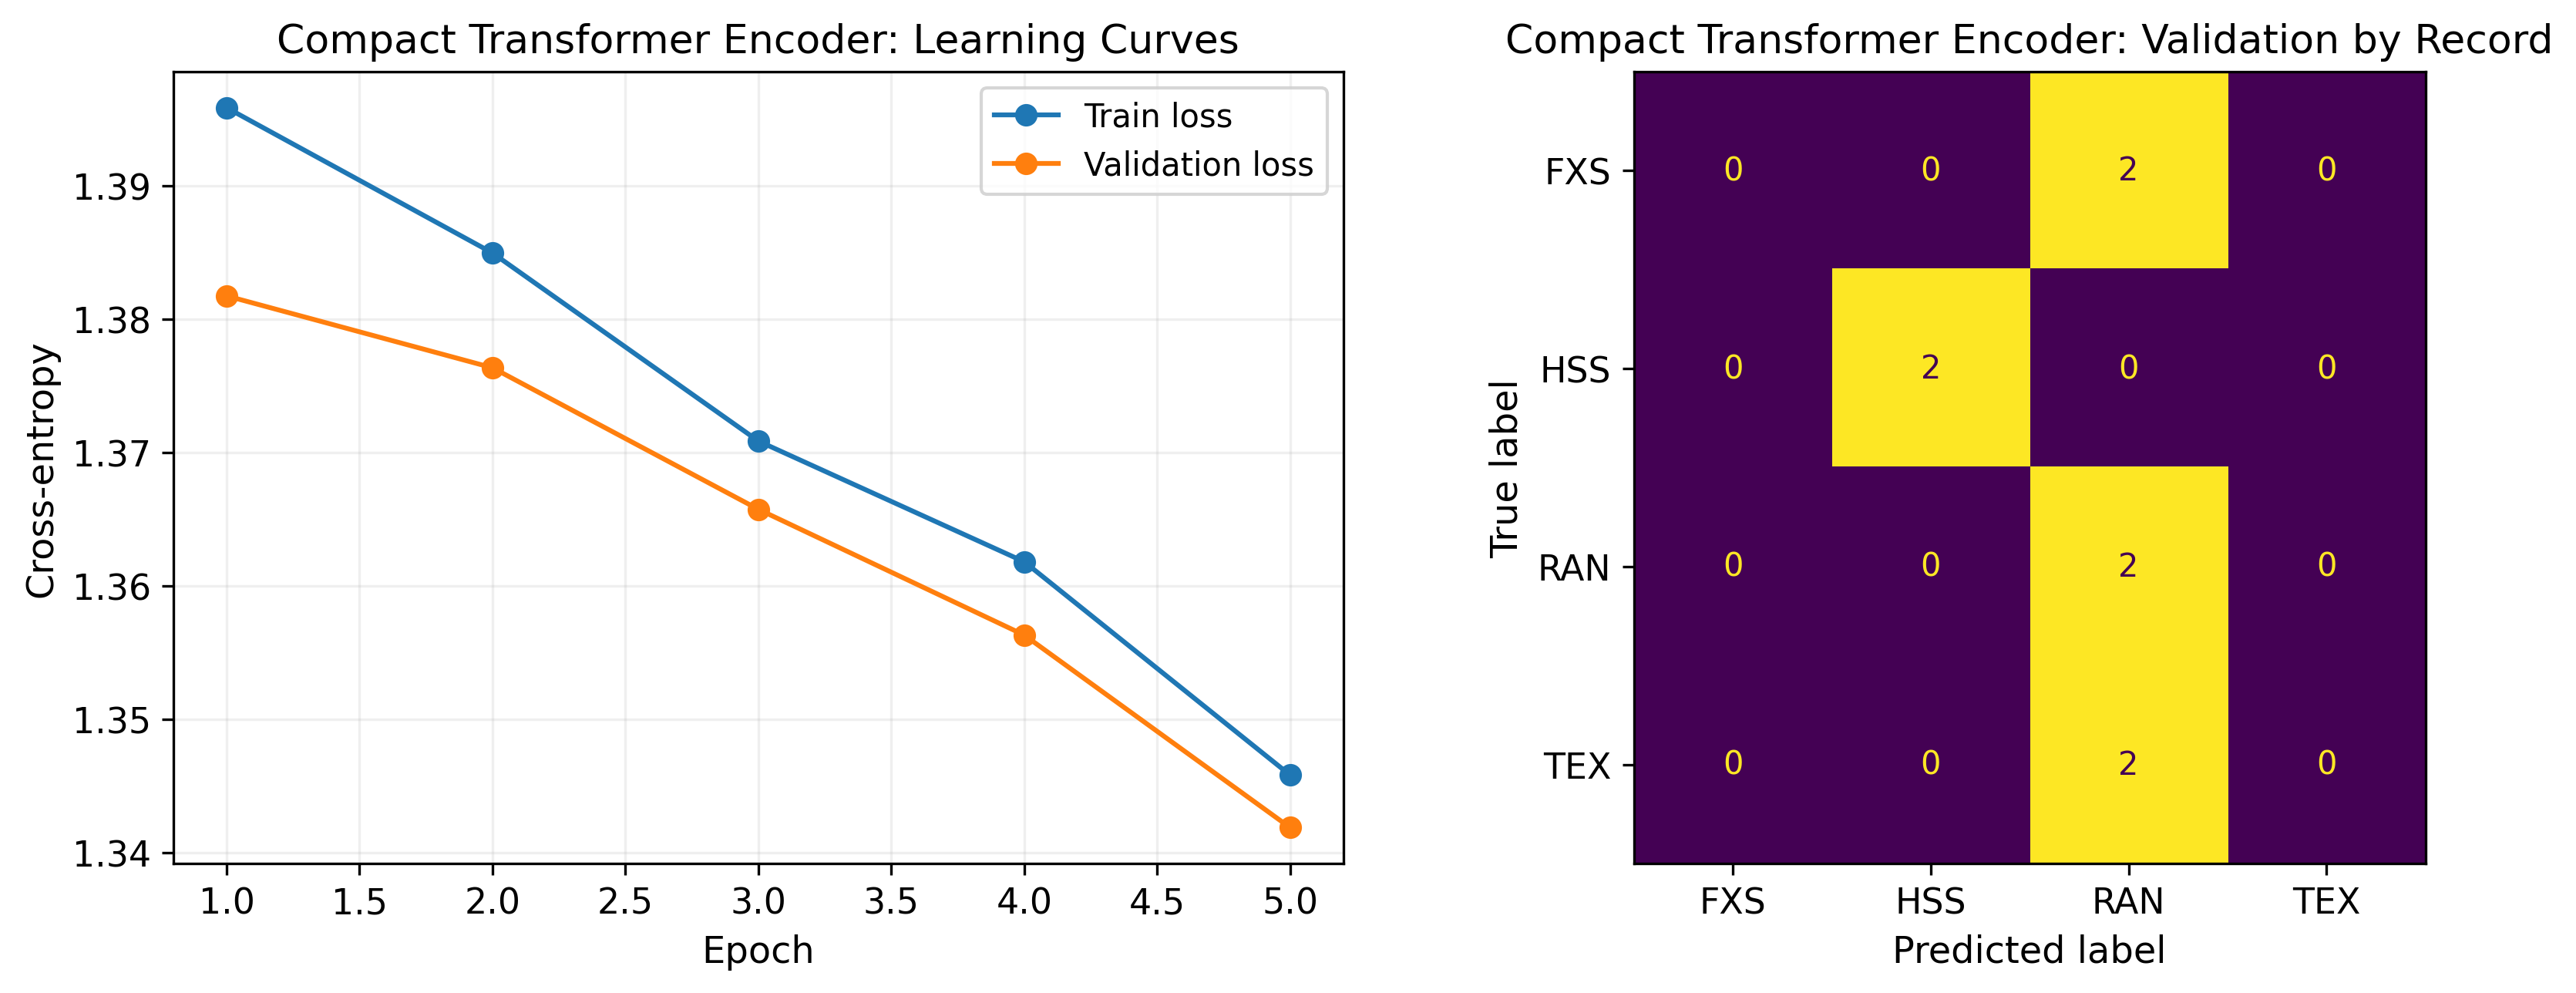 Compact Transformer Encoder: Learning Curves
Train loss
Validation loss
1.39
1.38
1.37
1.36
1.35
1.34
Cross-entropy
1.0 1.5 2.0 2.5 3.0 3.5 4.0 4.5 5.0
Epoch
Compact Transformer Encoder: Validation by Record
True label
FXS 0 0 2 0
HSS 0 2 0 0
RAN 0 0 2 0
TEX 0 0 2 0
FXS HSS RAN TEX
Predicted label